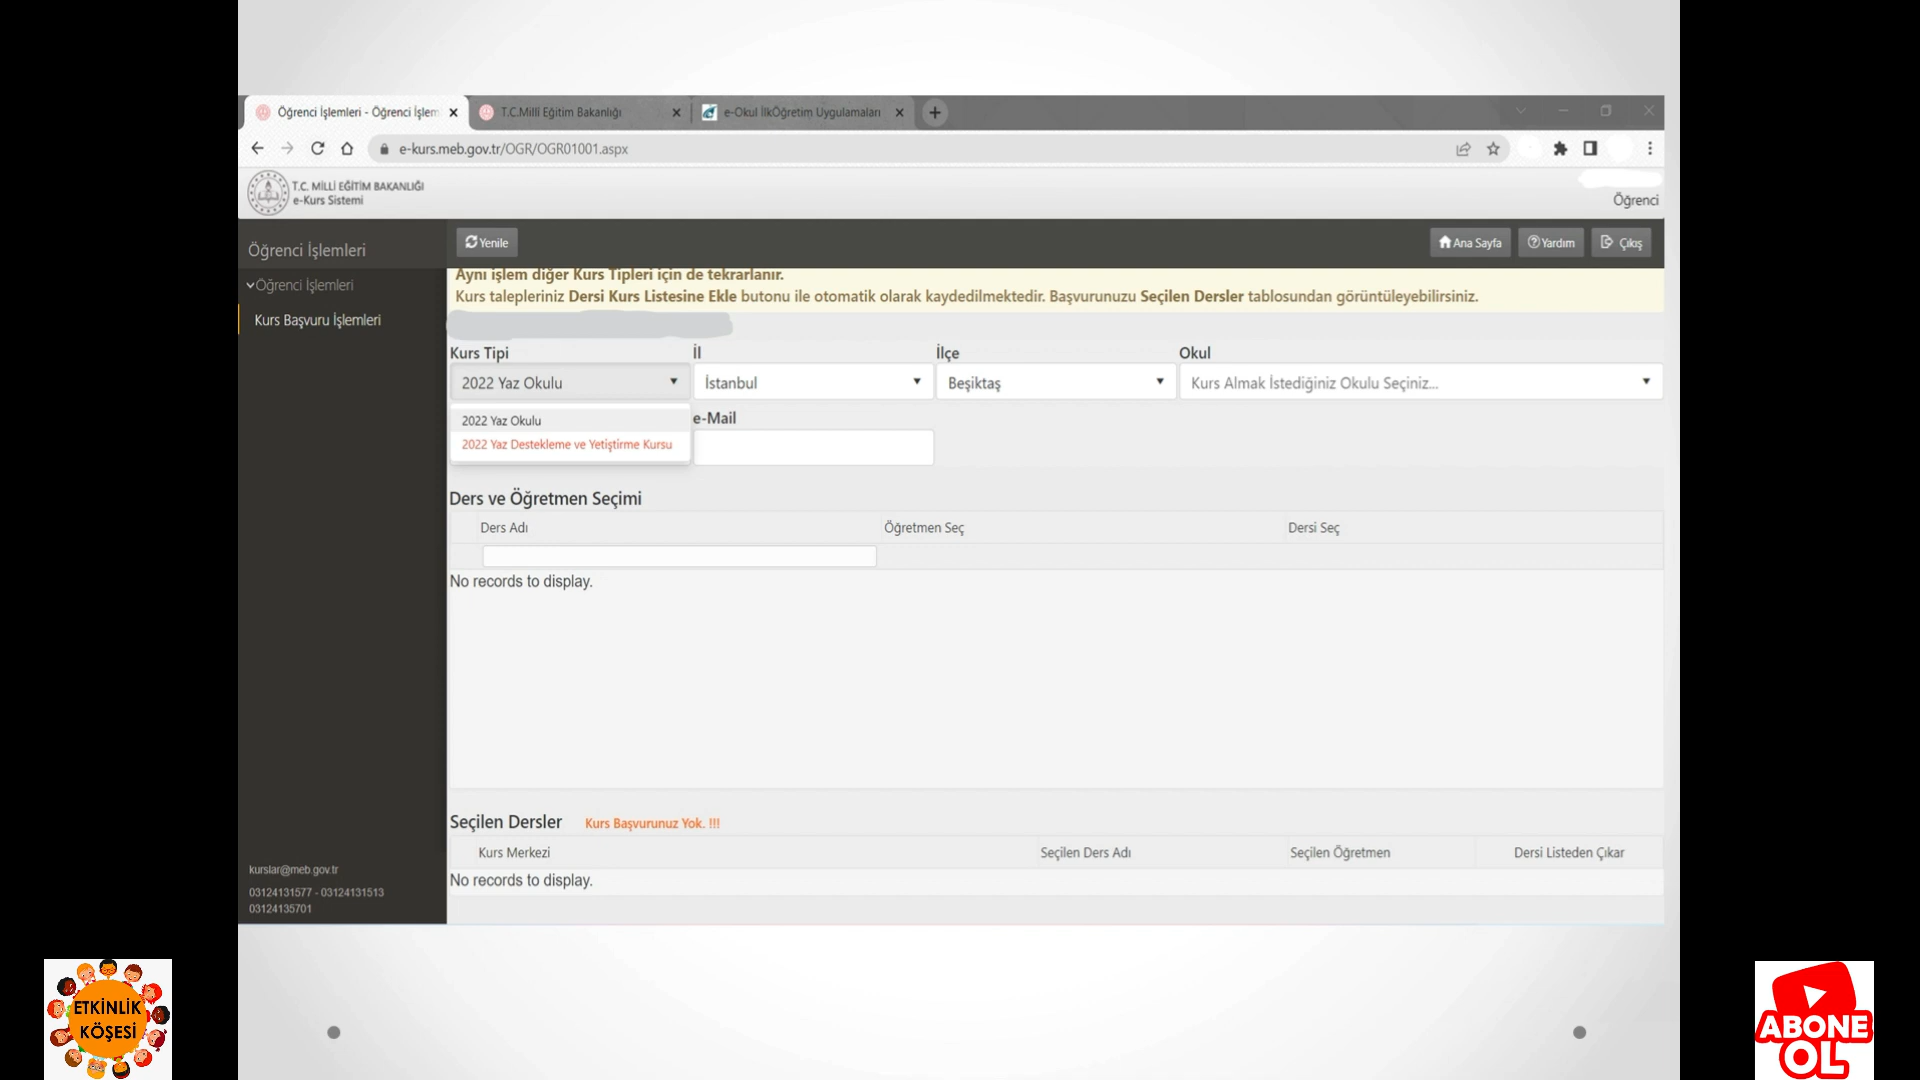 Öğrenci İşlemleri - Öğrenci İşlem
T.C.Millî Eğitim Bakanlığı
e-Okul İlkÖğretim Uygulamaları
e-kurs.meb.gov.tr/OGR/OGR01001.aspx
T.C. MİLLİ EĞİTİM BAKANLIĞI
e-Kurs Sistemi
Öğrenci
Öğrenci İşlemleri
Yenile
Ana Sayfa
Yardım
Çıkış
Öğrenci İşlemleri
Kurs Başvuru İşlemleri
Aynı işlem diğer Kurs Tipleri için de tekrarlanır.
Kurs talepleriniz Dersi Kurs Listesine Ekle butonu ile otomatik olarak kaydedilmektedir. Başvurunuzu Seçilen Dersler tablosundan görüntüleyebilirsiniz.
Kurs Tipi
İl
İlçe
Okul
2022 Yaz Okulu
İstanbul
Beşiktaş
Kurs Almak İstediğiniz Okulu Seçiniz...
2022 Yaz Okulu
2022 Yaz Destekleme ve Yetiştirme Kursu
e-Mail
Ders ve Öğretmen Seçimi
Ders Adı
Öğretmen Seç
Dersi Seç
No records to display.
Seçilen Dersler
Kurs Başvurunuz Yok. !!!
Kurs Merkezi
Seçilen Ders Adı
Seçilen Öğretmen
Dersi Listeden Çıkar
No records to display.
kurslar@meb.gov.tr
03124131577 - 03124131513
03124135701
ETKİNLİK
KÖŞESİ
ABONE
OL